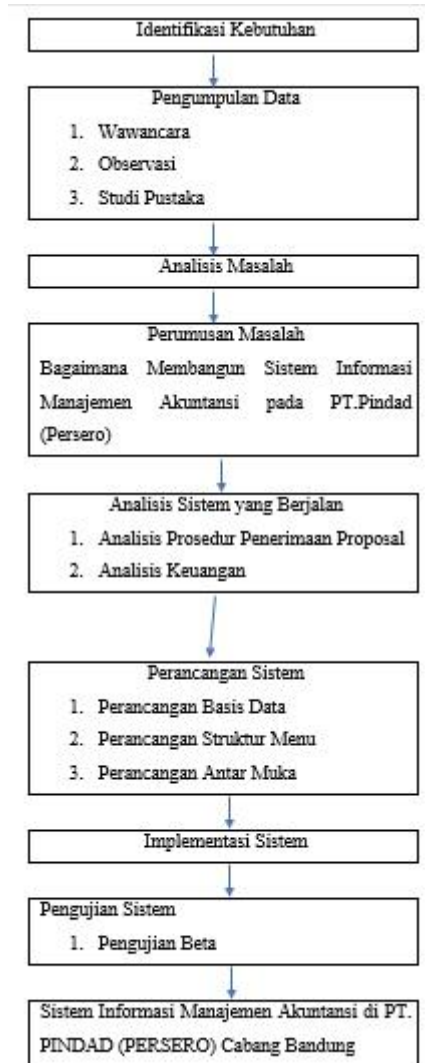 Identifikasi Kebutuhan
Pengumpulan Data
1. Wawancara
2. Observasi
3. Studi Pustaka
Analisis Masalah
Perumusan Masalah
Bagaimana Membangun Sistem Informasi
Manajemen Akuntansi pada PT.Pindad
(Persero)
Analisis Sistem yang Berjalan
1. Analisis Prosedur Penerimaan Proposal
2. Analisis Keuangan
Perancangan Sistem
1. Perancangan Basis Data
2. Perancangan Struktur Menu
3. Perancangan Antar Muka
Implementasi Sistem
Pengujian Sistem
1. Pengujian Beta
Sistem Informasi Manajemen Akuntansi di PT.
PINDAD (PERSERO) Cabang Bandung